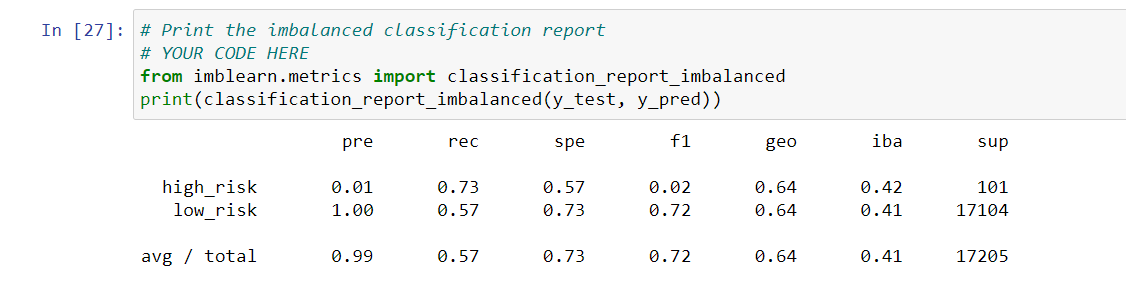 In [27]: # Print the imbalanced classification report
# YOUR CODE HERE
from imblearn.metrics import classification_report_imbalanced
print(classification_report_imbalanced(y_test, y_pred))
pre rec spe f1 geo iba sup
high_risk 0.01 0.73 0.57 0.02 0.64 0.42 101
low_risk 1.00 0.57 0.73 0.72 0.64 0.41 17104
avg / total 0.99 0.57 0.73 0.72 0.64 0.41 17205